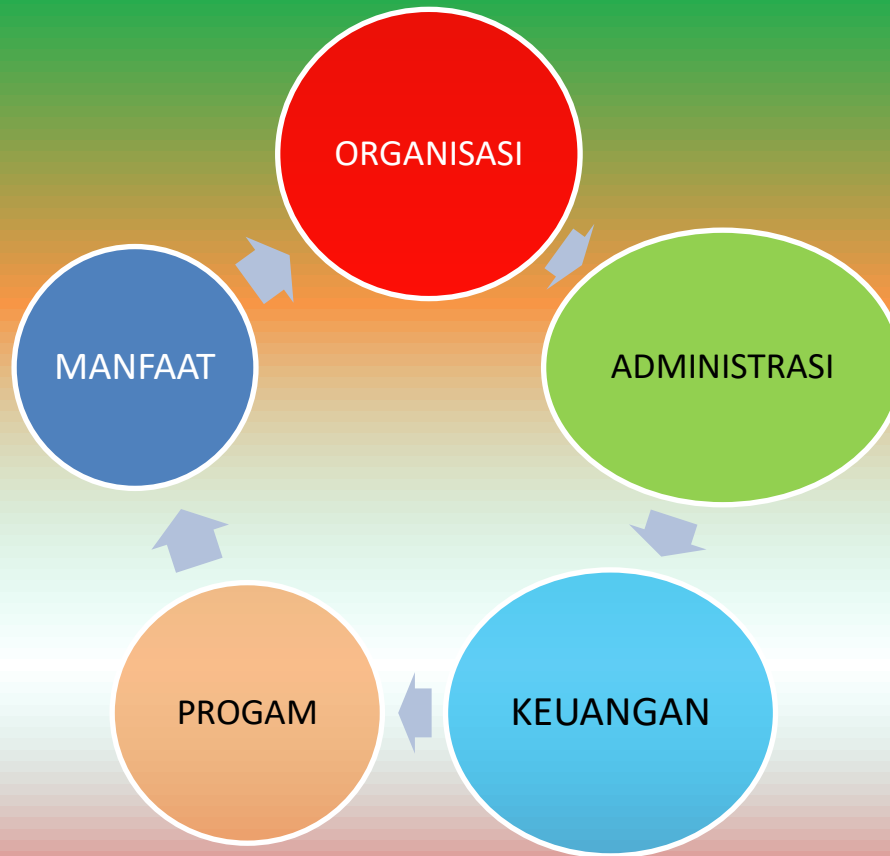 ORGANISASI
ADMINISTRASI
KEUANGAN
PROGAM
MANFAAT